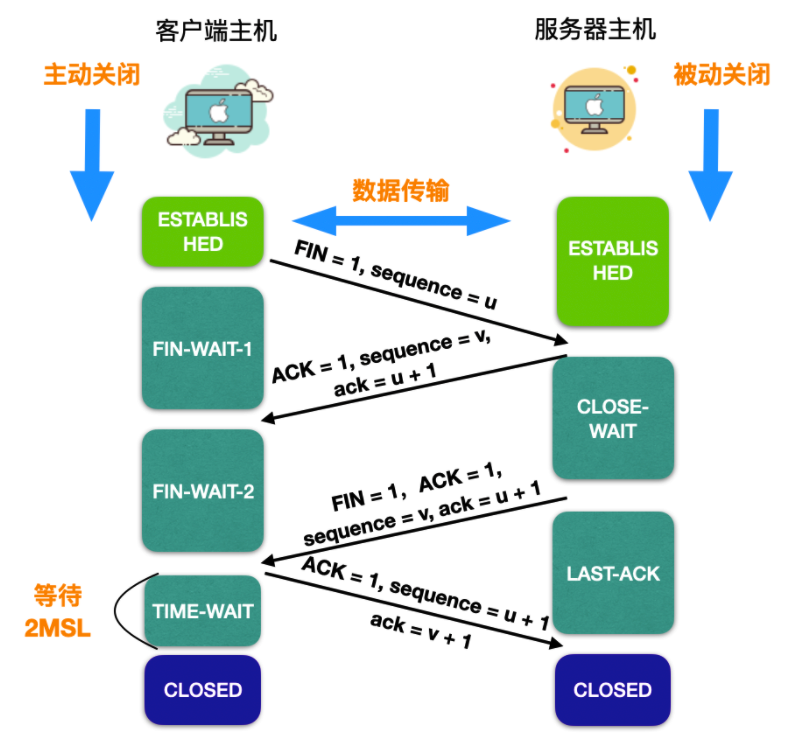 客户端主机
服务器主机
主动关闭
被动关闭
数据传输
ESTABLIS
HED
ESTABLIS
HED
FIN = 1, sequence = u
FIN-WAIT-1
ACK = 1, sequence = v,
ack = u + 1
CLOSE-
WAIT
FIN-WAIT-2
FIN = 1, ACK = 1,
sequence = v, ack = u + 1
LAST-ACK
等待
2MSL
TIME-WAIT
ACK = 1, sequence = u + 1
ack = v + 1
CLOSED
CLOSED